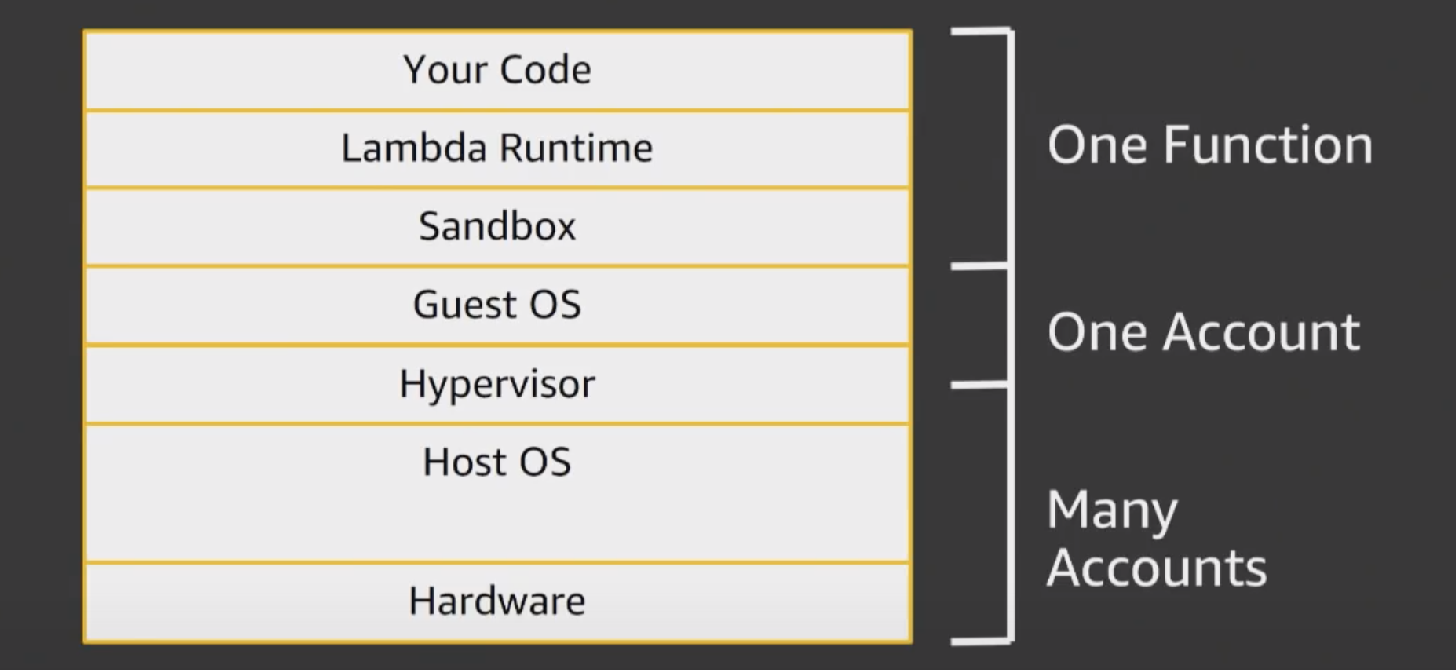 Your Code
Lambda Runtime
Sandbox
Guest OS
Hypervisor
Host OS
Hardware
One Function
One Account
Many
Accounts